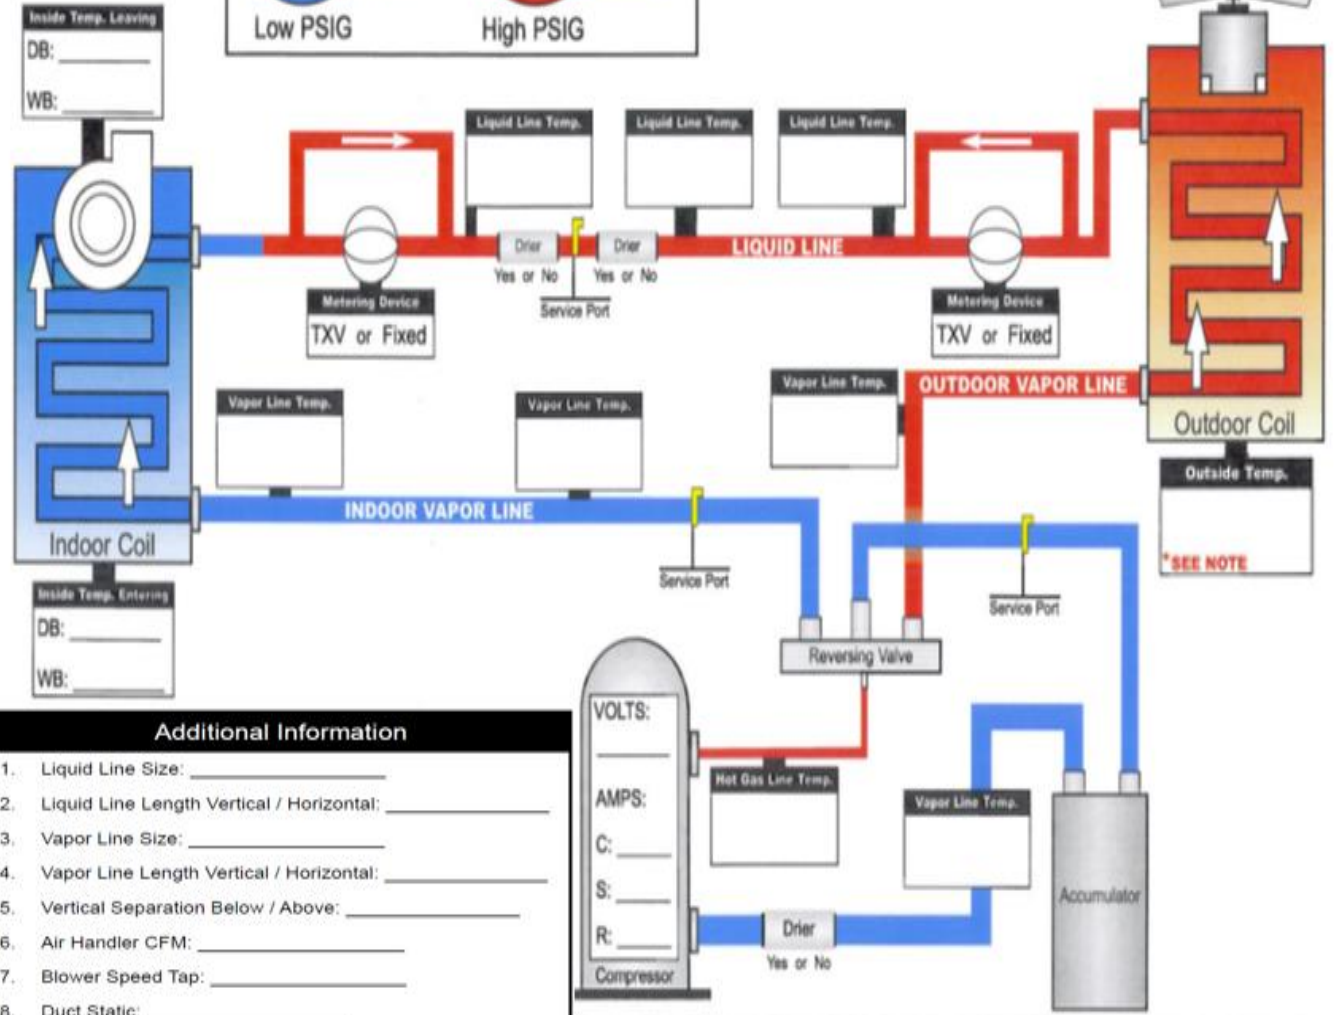 Inside Temp. Leaving
DB:
WB:
Low PSIG
High PSIG
Liquid Line Temp.
Liquid Line Temp.
Liquid Line Temp.
Drier
Yes or No
Drier
Yes or No
Service Port
LIQUID LINE
Metering Device
TXV or Fixed
Metering Device
TXV or Fixed
Vapor Line Temp.
Vapor Line Temp.
Vapor Line Temp.
OUTDOOR VAPOR LINE
Outdoor Coil
Outside Temp.
*SEE NOTE
INDOOR VAPOR LINE
Indoor Coil
Inside Temp. Entering
DB:
WB:
Service Port
Service Port
Reversing Valve
VOLTS:
AMPS:
C:
S:
R:
Compressor
Hot Gas Line Temp.
Vapor Line Temp.
Drier
Yes or No
Accumulator
Additional Information
1. Liquid Line Size:
2. Liquid Line Length Vertical / Horizontal:
3. Vapor Line Size:
4. Vapor Line Length Vertical / Horizontal:
5. Vertical Separation Below / Above:
6. Air Handler CFM:
7. Blower Speed Tap:
8. Duct Static: